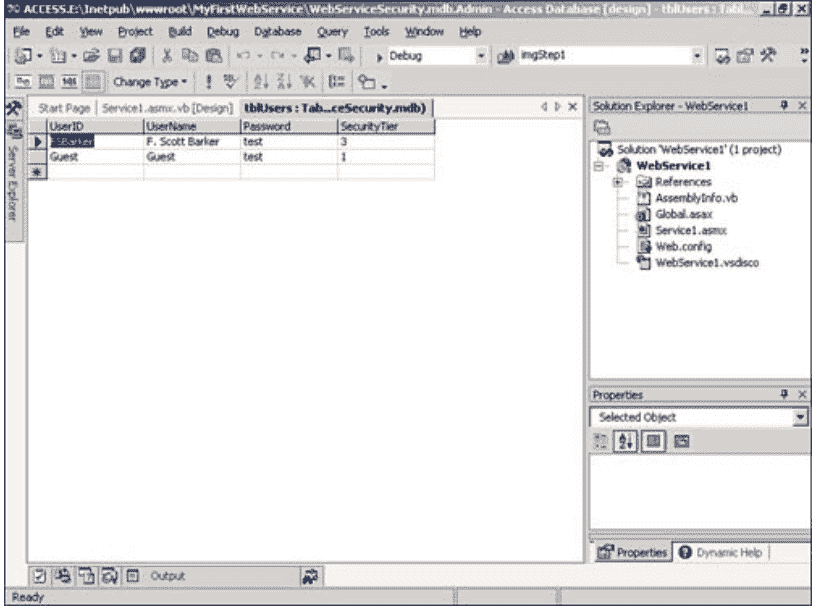 ACCESS.E:\Inetpub\wwwroot\MyFirstWebService\WebServiceSecurity.mdb.Admin - Access Database [design] - tblUsers : Tabl
File Edit View Project Build Debug Database Query Tools Window Help
Debug imgStep1
Change Type
Start Page Service1.asmx.vb [Design] tblUsers : Tab...ceSecurity.mdb)
Solution Explorer - WebService1
Server Explorer
UserID UserName Password SecurityTier
FSBarker F. Scott Barker test 3
Guest Guest test 1
Solution 'WebService1' (1 project)
WebService1
References
AssemblyInfo.vb
Global.asax
Service1.asmx
Web.config
WebService1.vsdisco
Properties
Selected Object
Properties Dynamic Help
Output
Ready